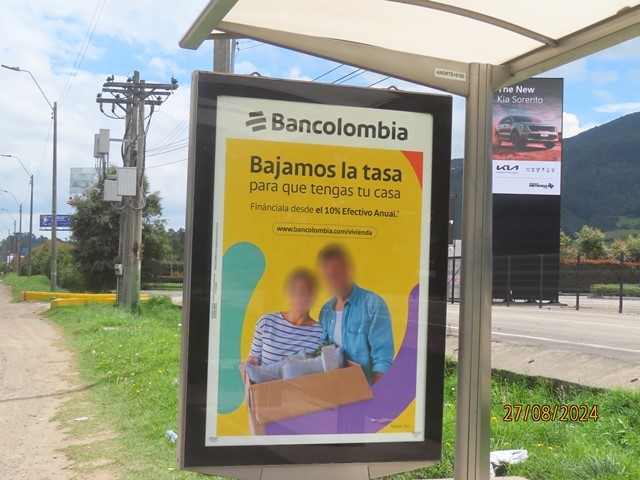 Bancolombia
Bajamos la tasa
para que tengas tu casa
Fináncialа desde el 10% Efectivo Anual.*
www.bancolombia.com/vivienda
The New
Kia Sorento
KIA
27/08/2024